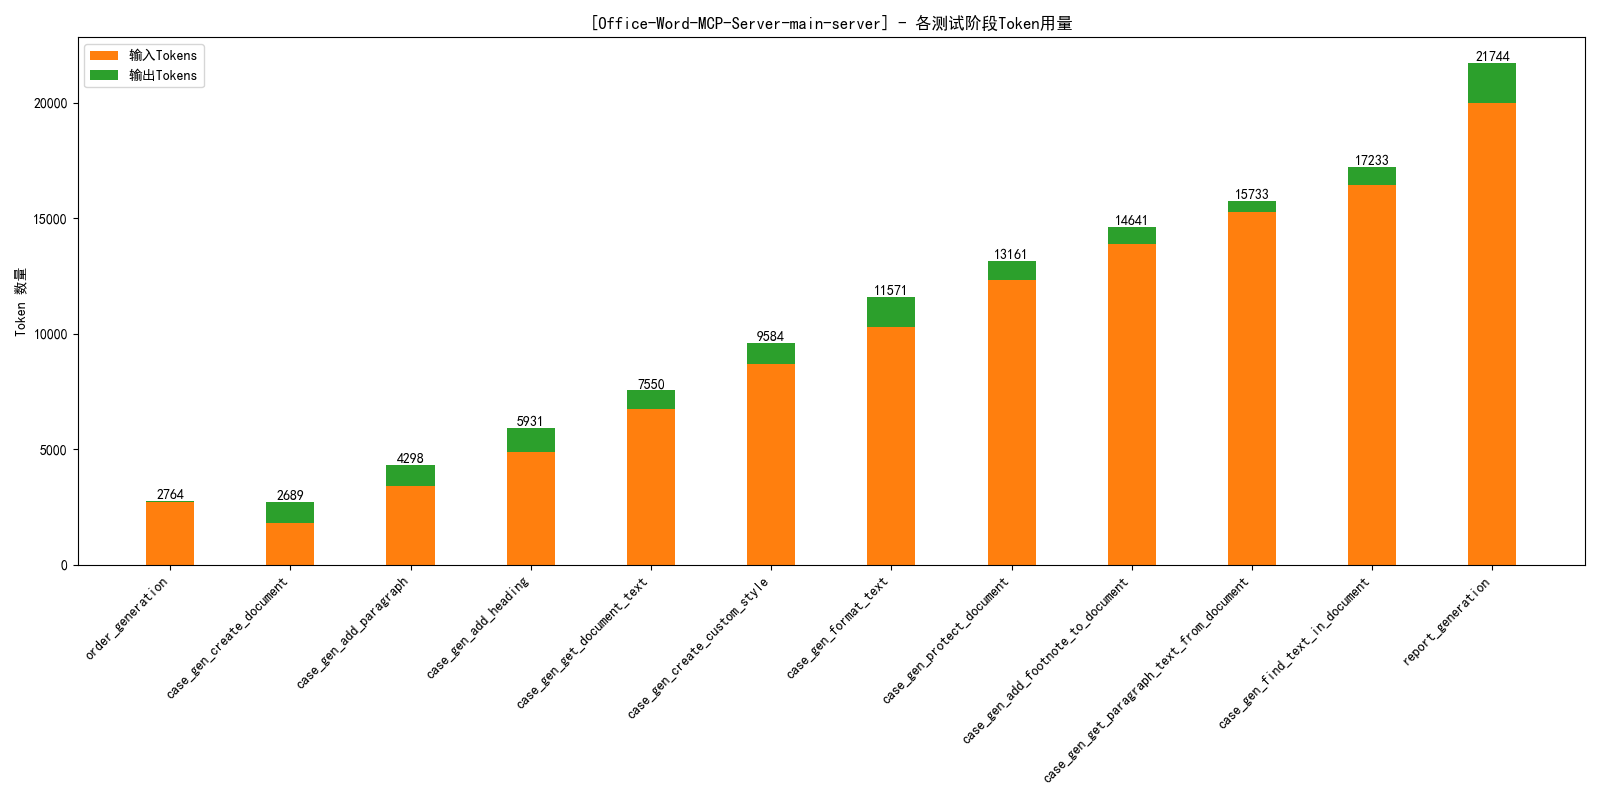 [Office-Word-MCP-Server-main-server] - 各测试阶段Token用量
输入Tokens
输出Tokens
Token 数量
20000
15000
10000
5000
0
2764
2689
4298
5931
7550
9584
11571
13161
14641
15733
17233
21744
order_generation
case_gen_create_document
case_gen_add_paragraph
case_gen_add_heading
case_gen_get_document_text
case_gen_create_custom_style
case_gen_format_text
case_gen_protect_document
case_gen_add_footnote_to_document
case_gen_get_paragraph_text_from_document
case_gen_find_text_in_document
report_generation